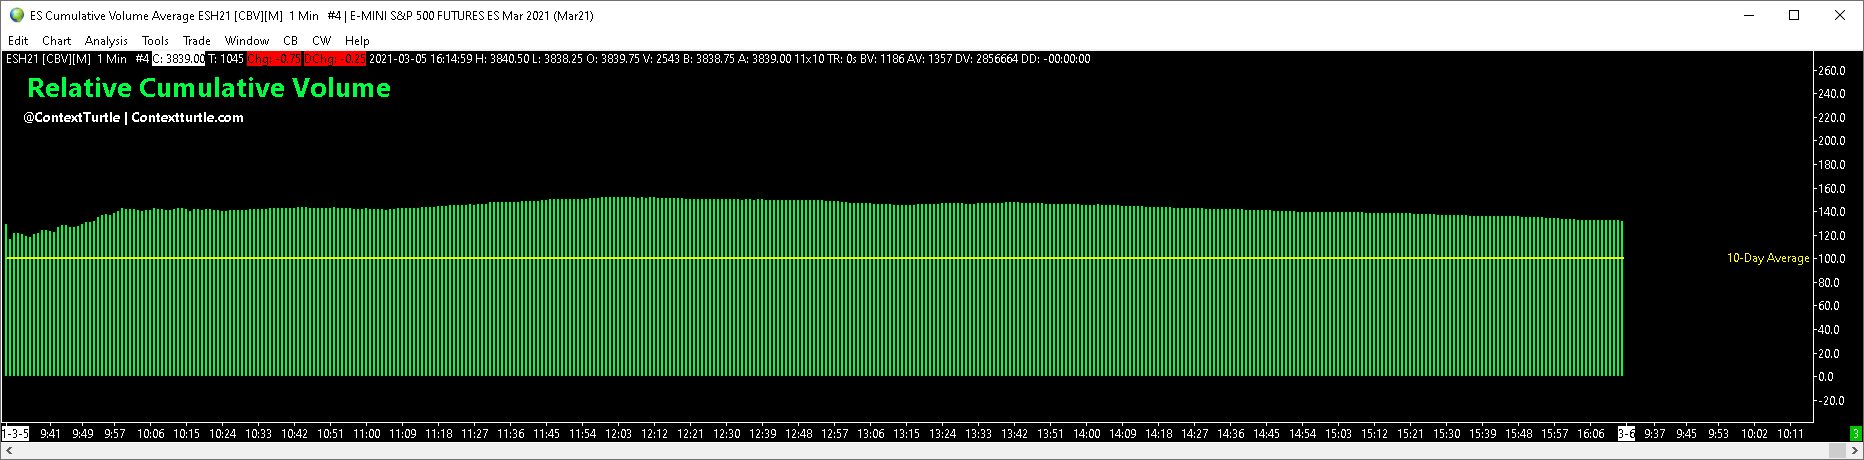 ES Cumulative Volume Average ESH21 [CBV][M] 1 Min #4 | E-MINI S&P 500 FUTURES ES Mar 2021 (Mar21)
Edit Chart Analysis Tools Trade Window CB CW Help
ESH21 [CBV][M] 1 Min #4 C: 3839.00 T: 1045 Chg: -0.75 DChg: -0.25 2021-03-05 16:14:59 H: 3840.50 L: 3838.25 O: 3839.75 V: 2543 B: 3838.75 A: 3839.00 11x10 TR: 0s BV: 1186 AV: 1357 DV: 2856664 DD: -00:00:00
Relative Cumulative Volume
@ContextTurtle | Contextturtle.com
260.0
240.0
220.0
200.0
180.0
160.0
140.0
120.0
10-Day Average 100.0
80.0
60.0
40.0
20.0
0.0
-20.0
1-3-5 9:41 9:49 9:57 10:06 10:15 10:24 10:33 10:42 10:51 11:00 11:09 11:18 11:27 11:36 11:45 11:54 12:03 12:12 12:21 12:30 12:39 12:48 12:57 13:06 13:15 13:24 13:33 13:42 13:51 14:00 14:09 14:18 14:27 14:36 14:45 14:54 15:03 15:12 15:21 15:30 15:39 15:48 15:57 16:06 3-6 9:37 9:45 9:53 10:02 10:11 3